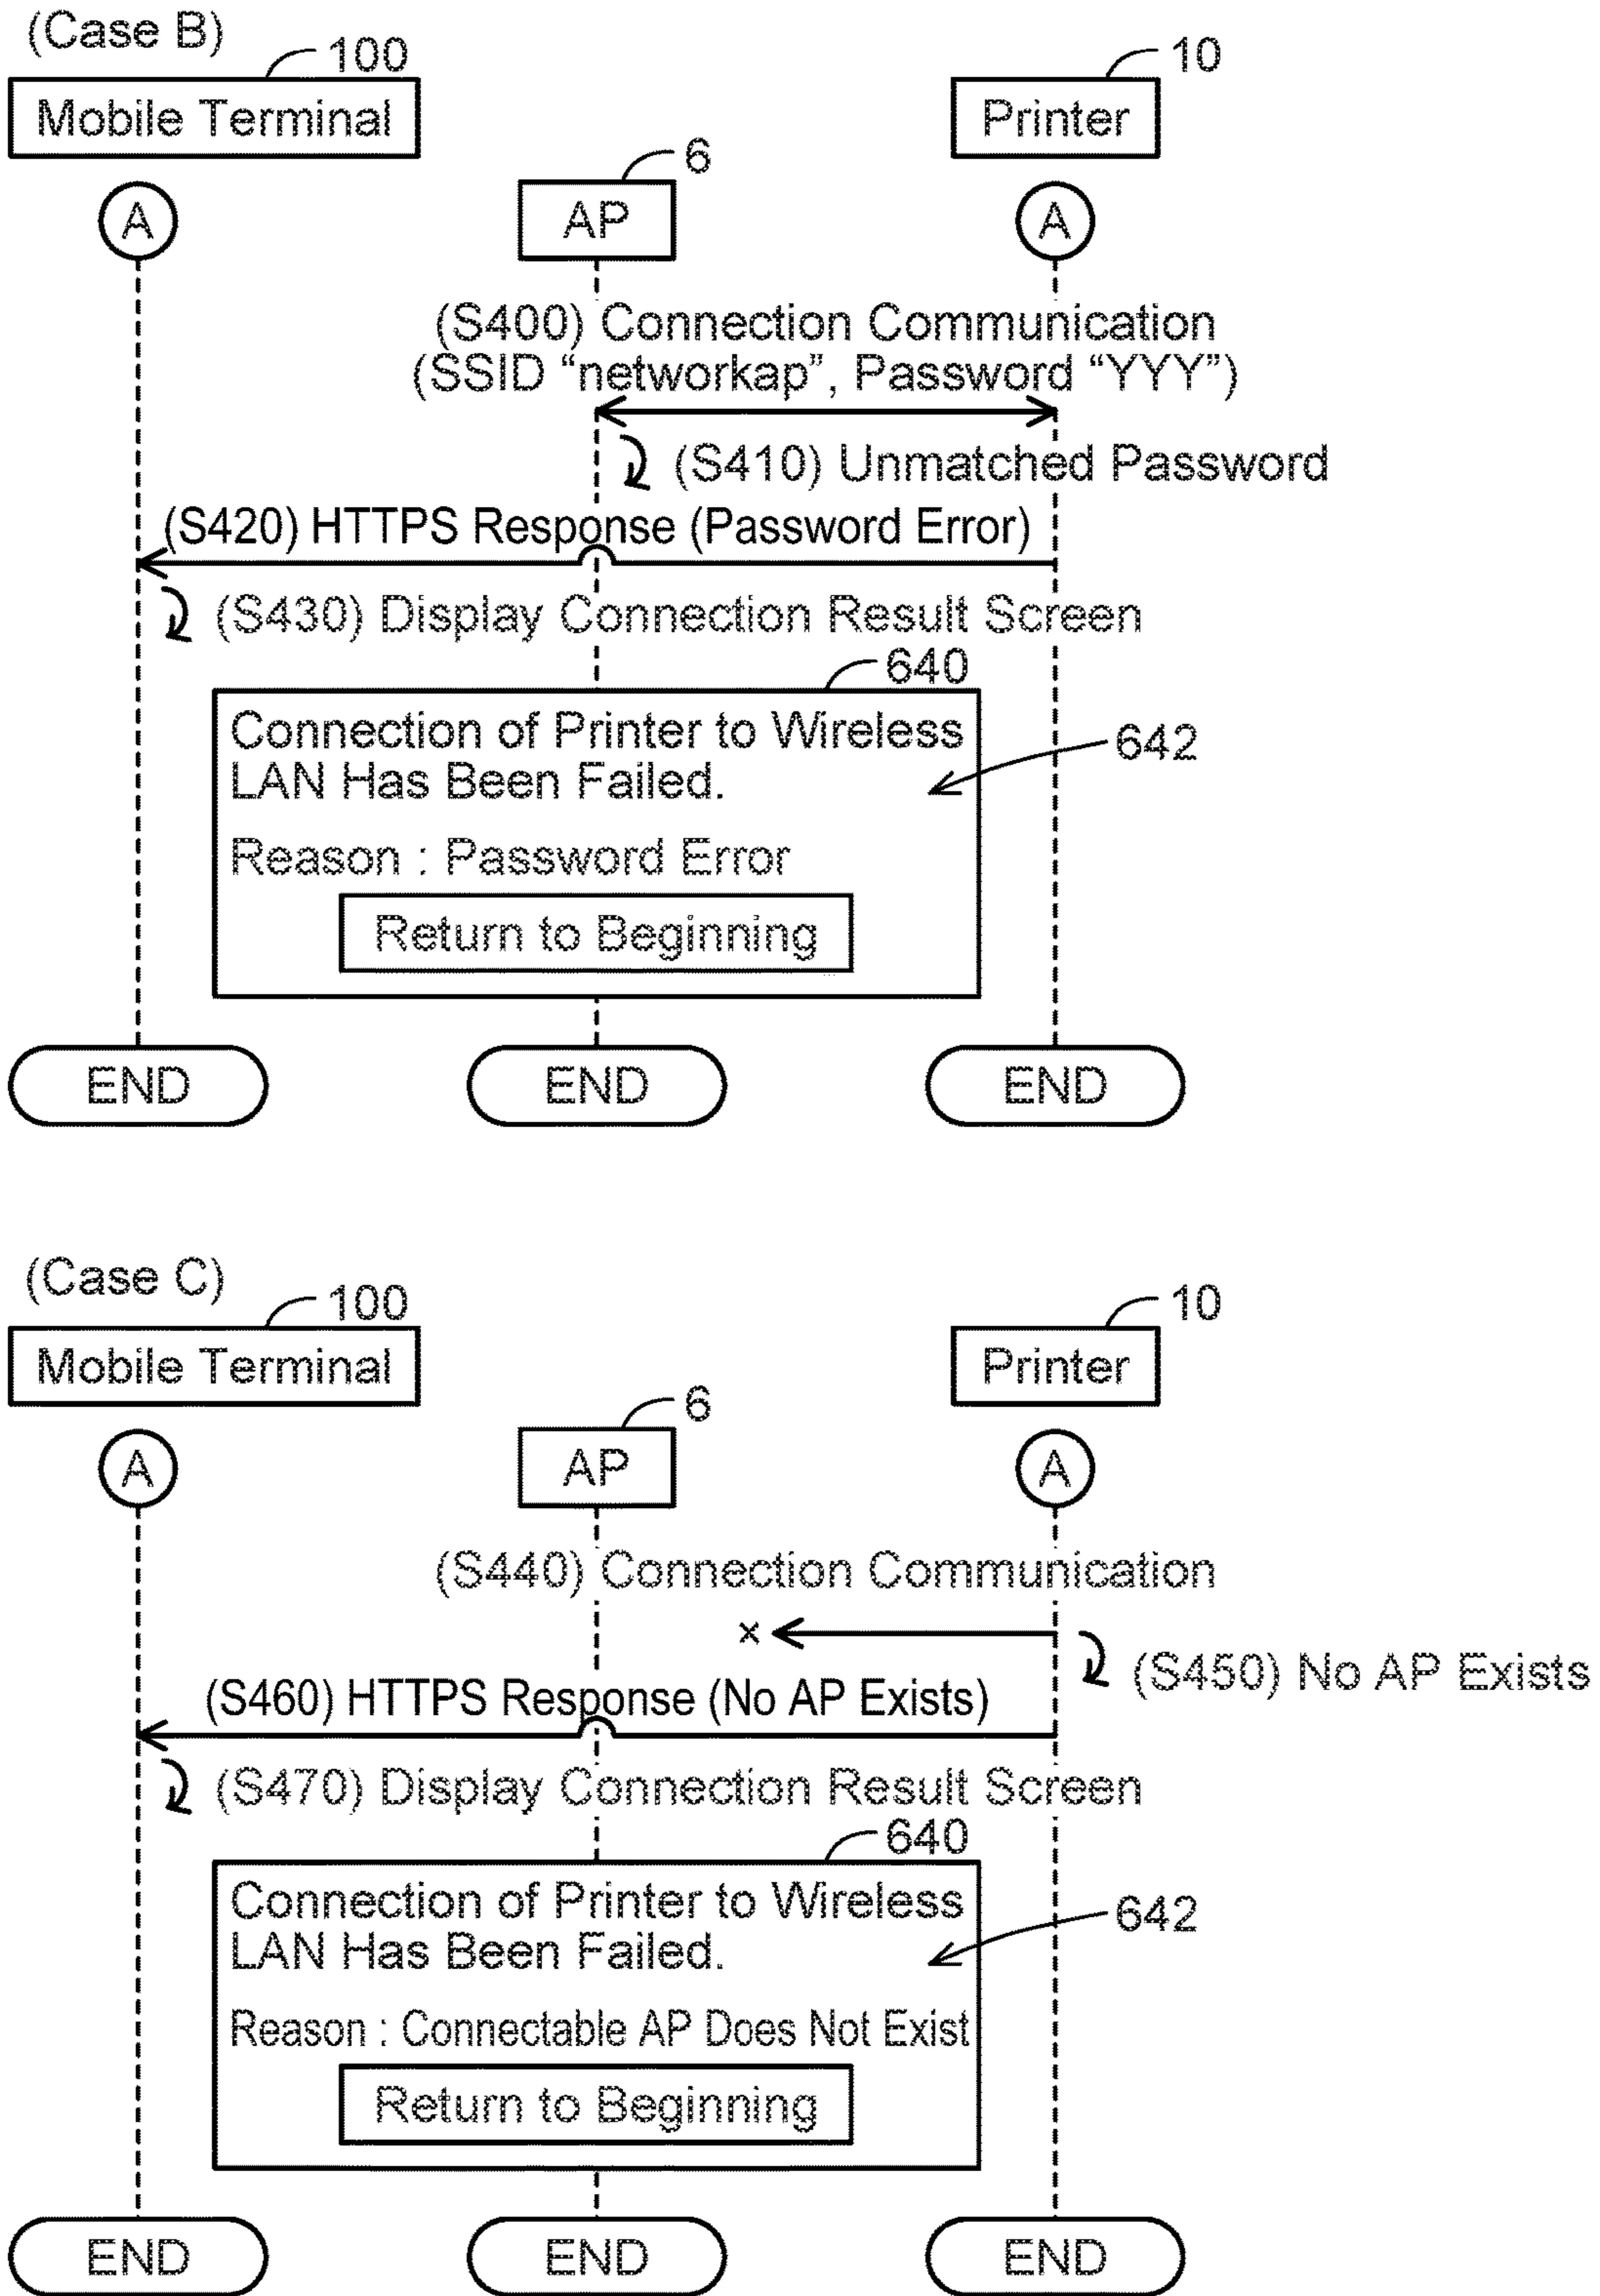 (Case B)
100
Mobile Terminal
10
Printer
6
AP
A
A
(S400) Connection Communication
(SSID “networkap”, Password “YYY”)
(S410) Unmatched Password
(S420) HTTPS Response (Password Error)
(S430) Display Connection Result Screen
640
Connection of Printer to Wireless
LAN Has Been Failed.
642
Reason : Password Error
Return to Beginning
END
END
END
(Case C)
100
Mobile Terminal
10
Printer
6
AP
A
A
(S440) Connection Communication
×
(S450) No AP Exists
(S460) HTTPS Response (No AP Exists)
(S470) Display Connection Result Screen
640
Connection of Printer to Wireless
LAN Has Been Failed.
642
Reason : Connectable AP Does Not Exist
Return to Beginning
END
END
END